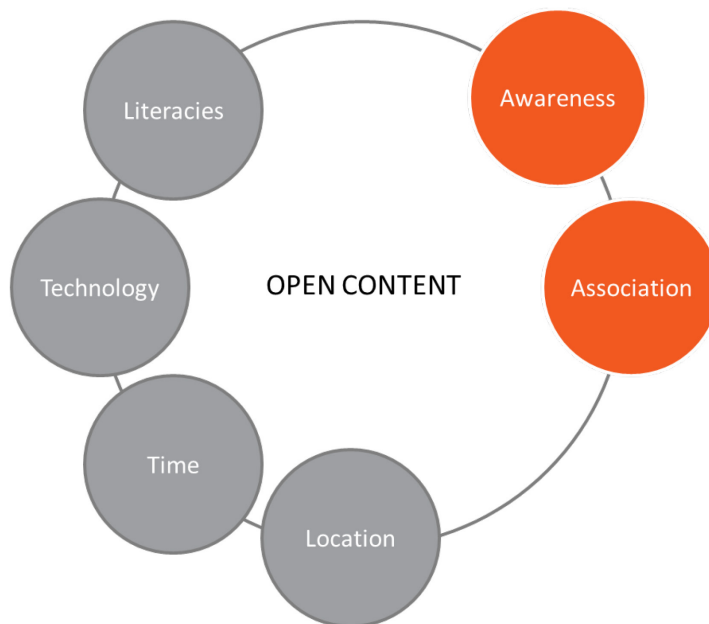 Literacies
Awareness
Technology
OPEN CONTENT
Association
Time
Location